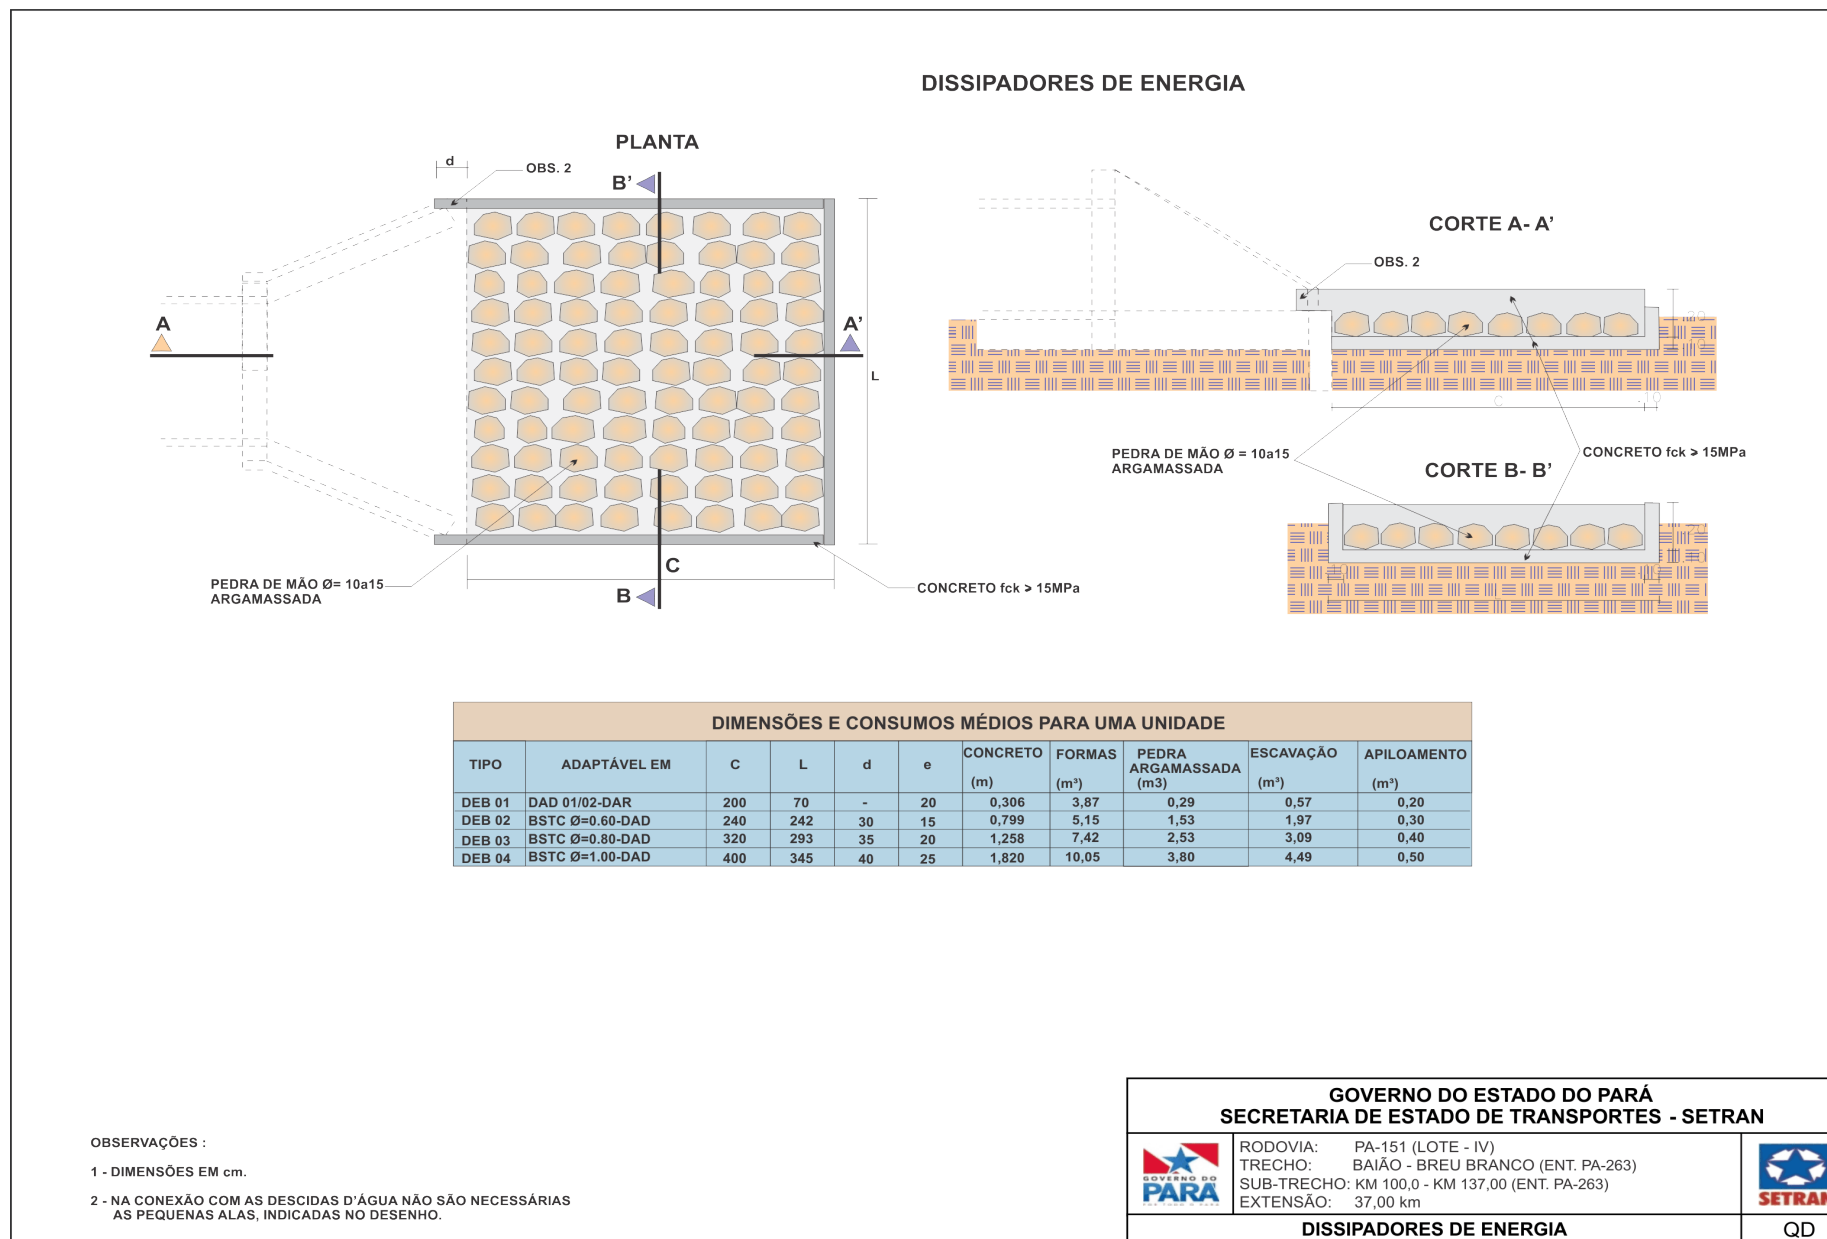 DISSIPADORES DE ENERGIA
PLANTA
d
OBS. 2
B’
A
A’
L
C
B
PEDRA DE MÃO Ø= 10a15
ARGAMASSADA
CONCRETO fck ⩾ 15MPa
CORTE A- A’
OBS. 2
C
10
PEDRA DE MÃO Ø = 10a15
ARGAMASSADA
CONCRETO fck ⩾ 15MPa
CORTE B- B’
DIMENSÕES E CONSUMOS MÉDIOS PARA UMA UNIDADE
TIPO ADAPTÁVEL EM C L d e CONCRETO (m) FORMAS (m³) PEDRA ARGAMASSADA (m3) ESCAVAÇÃO (m³) APILOAMENTO (m³)
DEB 01 DAD 01/02-DAR 200 70 - 20 0,306 3,87 0,29 0,57 0,20
DEB 02 BSTC Ø=0.60-DAD 240 242 30 15 0,799 5,15 1,53 1,97 0,30
DEB 03 BSTC Ø=0.80-DAD 320 293 35 20 1,258 7,42 2,53 3,09 0,40
DEB 04 BSTC Ø=1.00-DAD 400 345 40 25 1,820 10,05 3,80 4,49 0,50
OBSERVAÇÕES :
1 - DIMENSÕES EM cm.
2 - NA CONEXÃO COM AS DESCIDAS D’ÁGUA NÃO SÃO NECESSÁRIAS
AS PEQUENAS ALAS, INDICADAS NO DESENHO.
GOVERNO DO ESTADO DO PARÁ
SECRETARIA DE ESTADO DE TRANSPORTES - SETRAN
GOVERNO DO
PARÁ
RODOVIA: PA-151 (LOTE - IV)
TRECHO: BAIÃO - BREU BRANCO (ENT. PA-263)
SUB-TRECHO: KM 100,0 - KM 137,00 (ENT. PA-263)
EXTENSÃO: 37,00 km
SETRAN
DISSIPADORES DE ENERGIA
QD